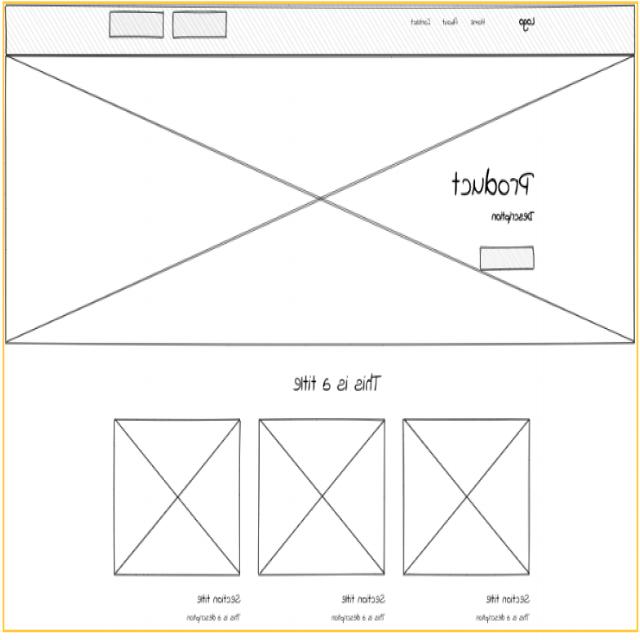 Logo Home About Contact
Product
Description
This is a title
Section title Section title Section title
This is a description This is a description This is a description